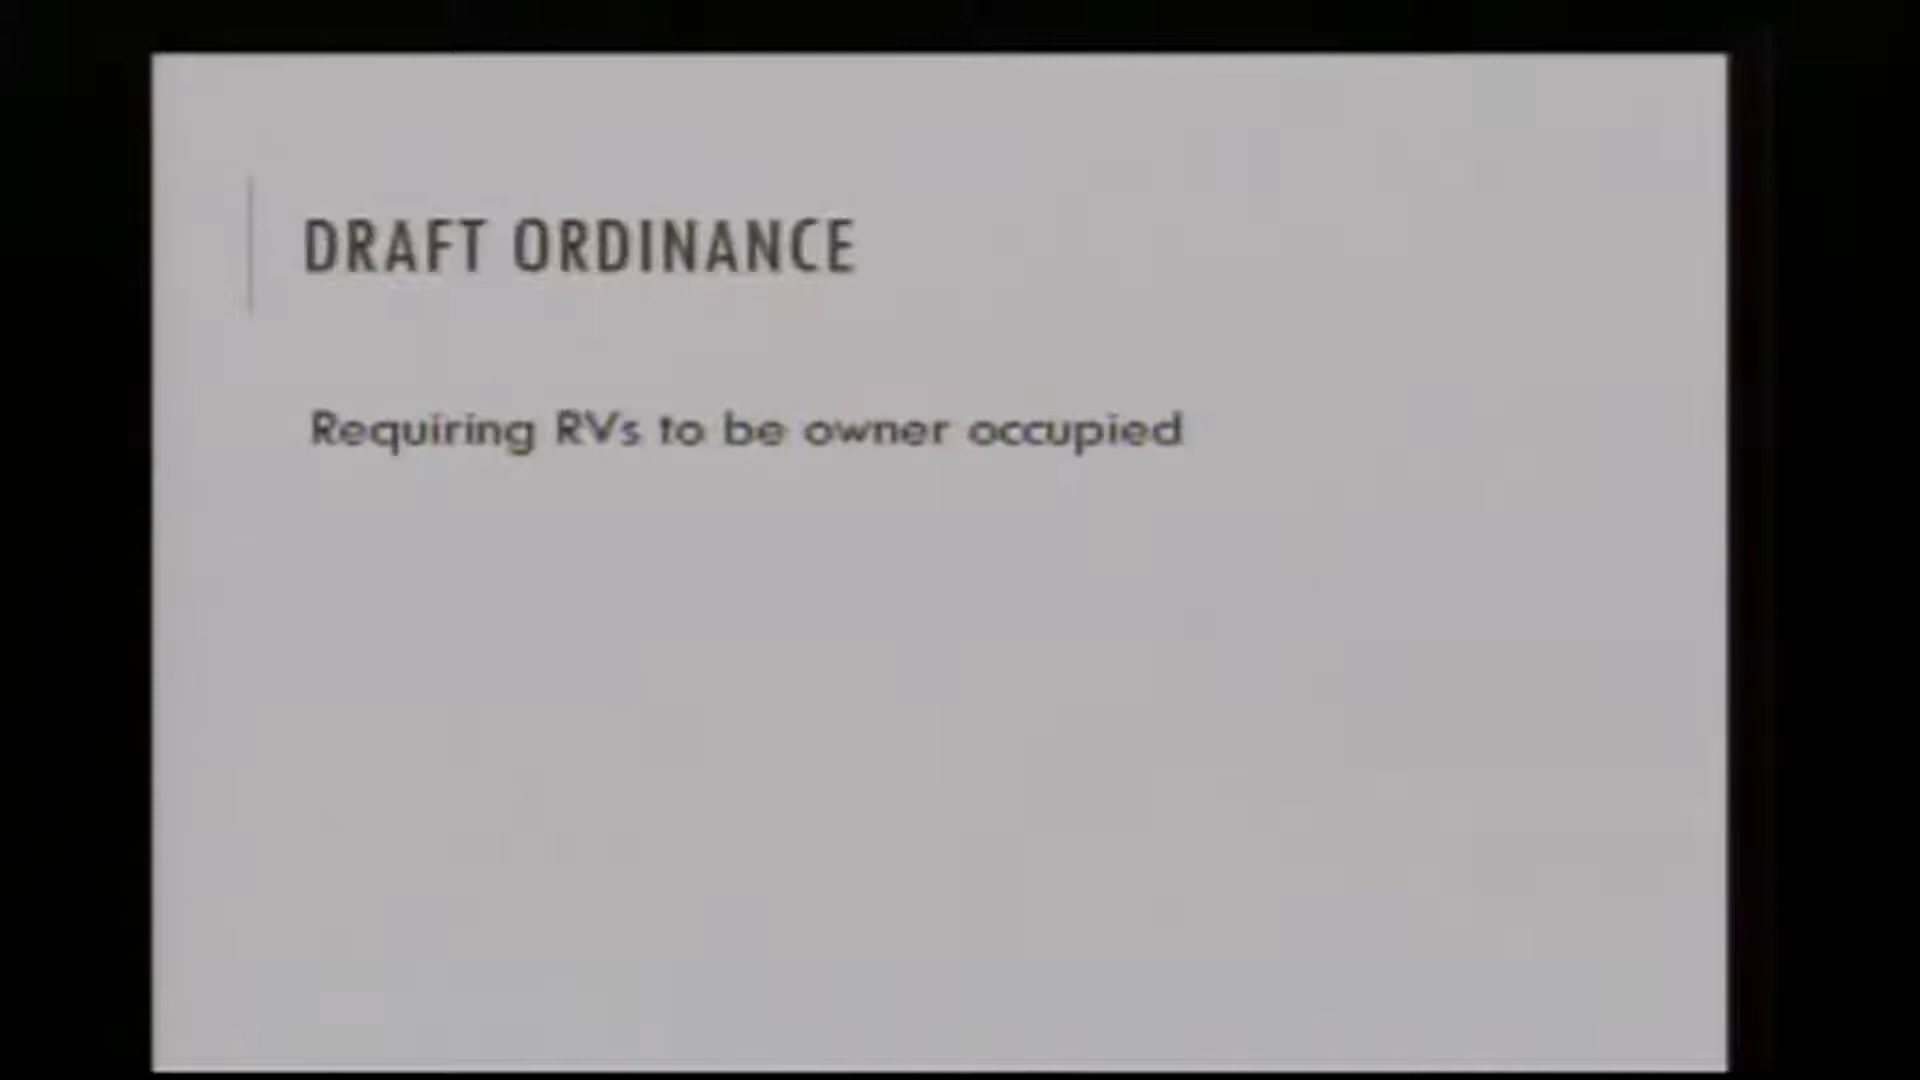 DRAFT ORDINANCE
Requiring RVs to be owner occupied